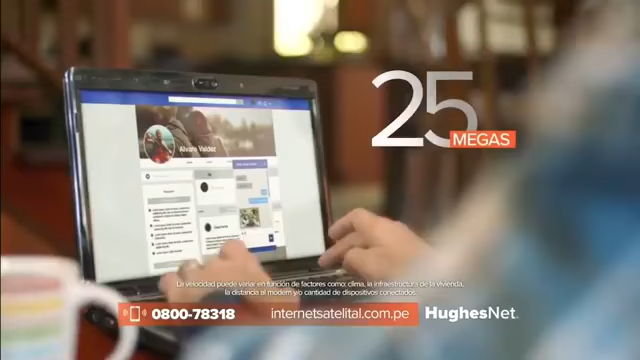 Alvaro Valdez
25
MEGAS
La velocidad puede variar en función de factores como: clima, la infraestructura de la vivienda,
la distancia al modem y/o cantidad de dispositivos conectados.
0800-78318
internetsatelital.com.pe
HughesNet